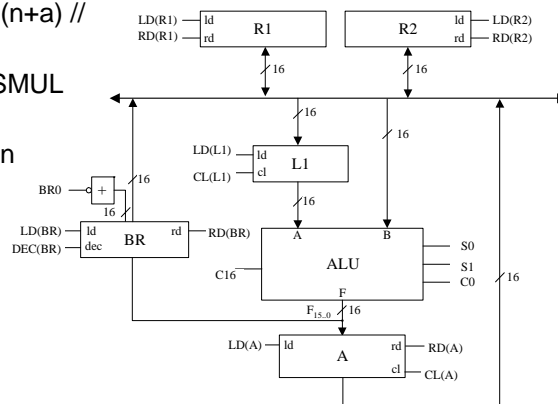 (n+a) //
SMUL
n
LD(R1) ld R1
RD(R1) rd
R2 ld LD(R2)
rd RD(R2)
16 16
16 16
LD(L1) ld L1
CL(L1) cl
16
BR0 + 16
16
LD(BR) ld BR rd RD(BR)
DEC(BR) dec
A B
C16 ALU S0
S1
C0
16
F
F15..0 16
LD(A) ld A rd RD(A)
cl CL(A)